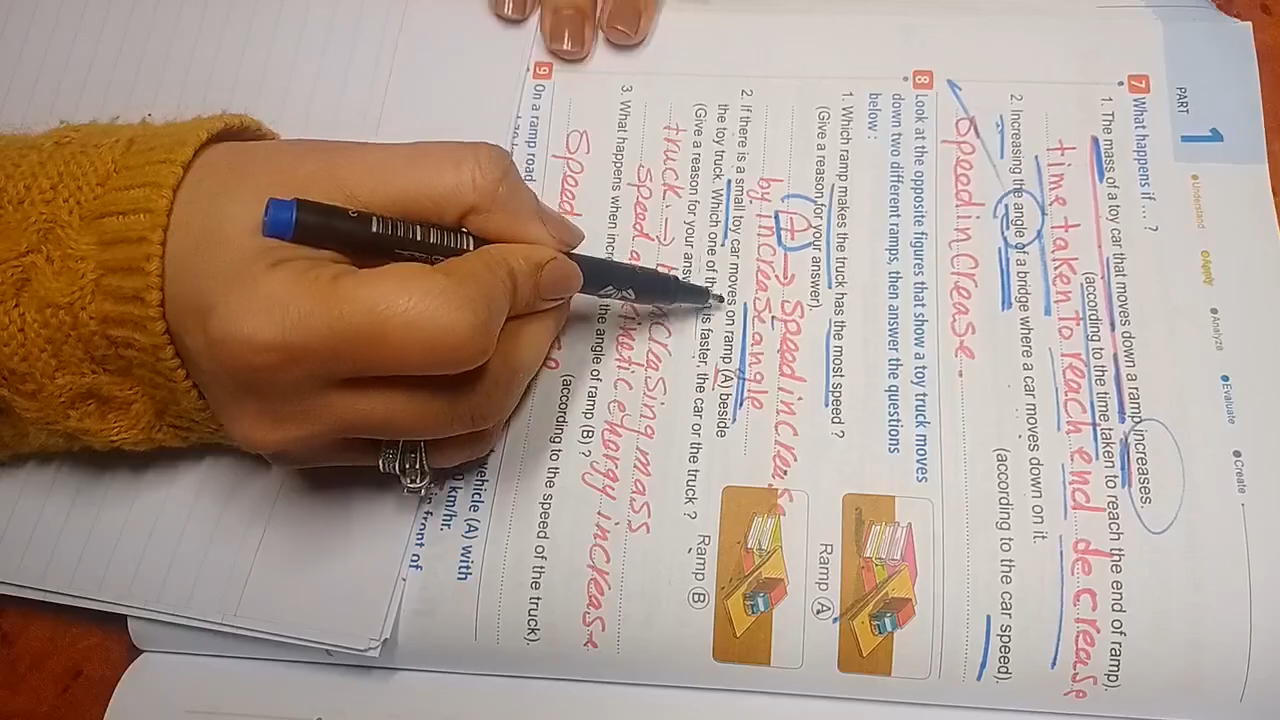 PART 1
Understand Apply Analyze Evaluate Create
7 What happens if ... ?
1. The mass of a toy car that moves down a ramp increases.
(according to the time taken to reach the end of ramp).
time taken to reach end decrease
2. Increasing the angle of a bridge where a car moves down on it.
(according to the car speed).
speed increase
8 Look at the opposite figures that show a toy truck moves
down two different ramps, then answer the questions
below :
1. Which ramp makes the truck has the most speed ?
(Give a reason for your answer).
(A) → speed increase
by increase angle
Ramp A
2. If there is a small toy car moves on ramp (A) beside
the toy truck. Which one of is faster, the car or the truck ?
(Give a reason for your
Ramp B
truck → increasing mass
speed kinetic energy increase
3. What happens when the angle of ramp (B) ?
(according to the speed of the truck).
speed
9 On a ramp road vehicle (A) with
km/hr.
front of